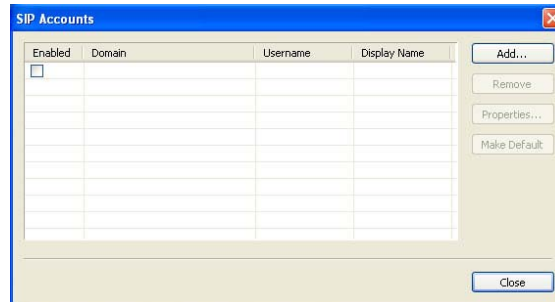 SIP Accounts
Enabled Domain Username Display Name
Add...
Remove
Properties...
Make Default
Close